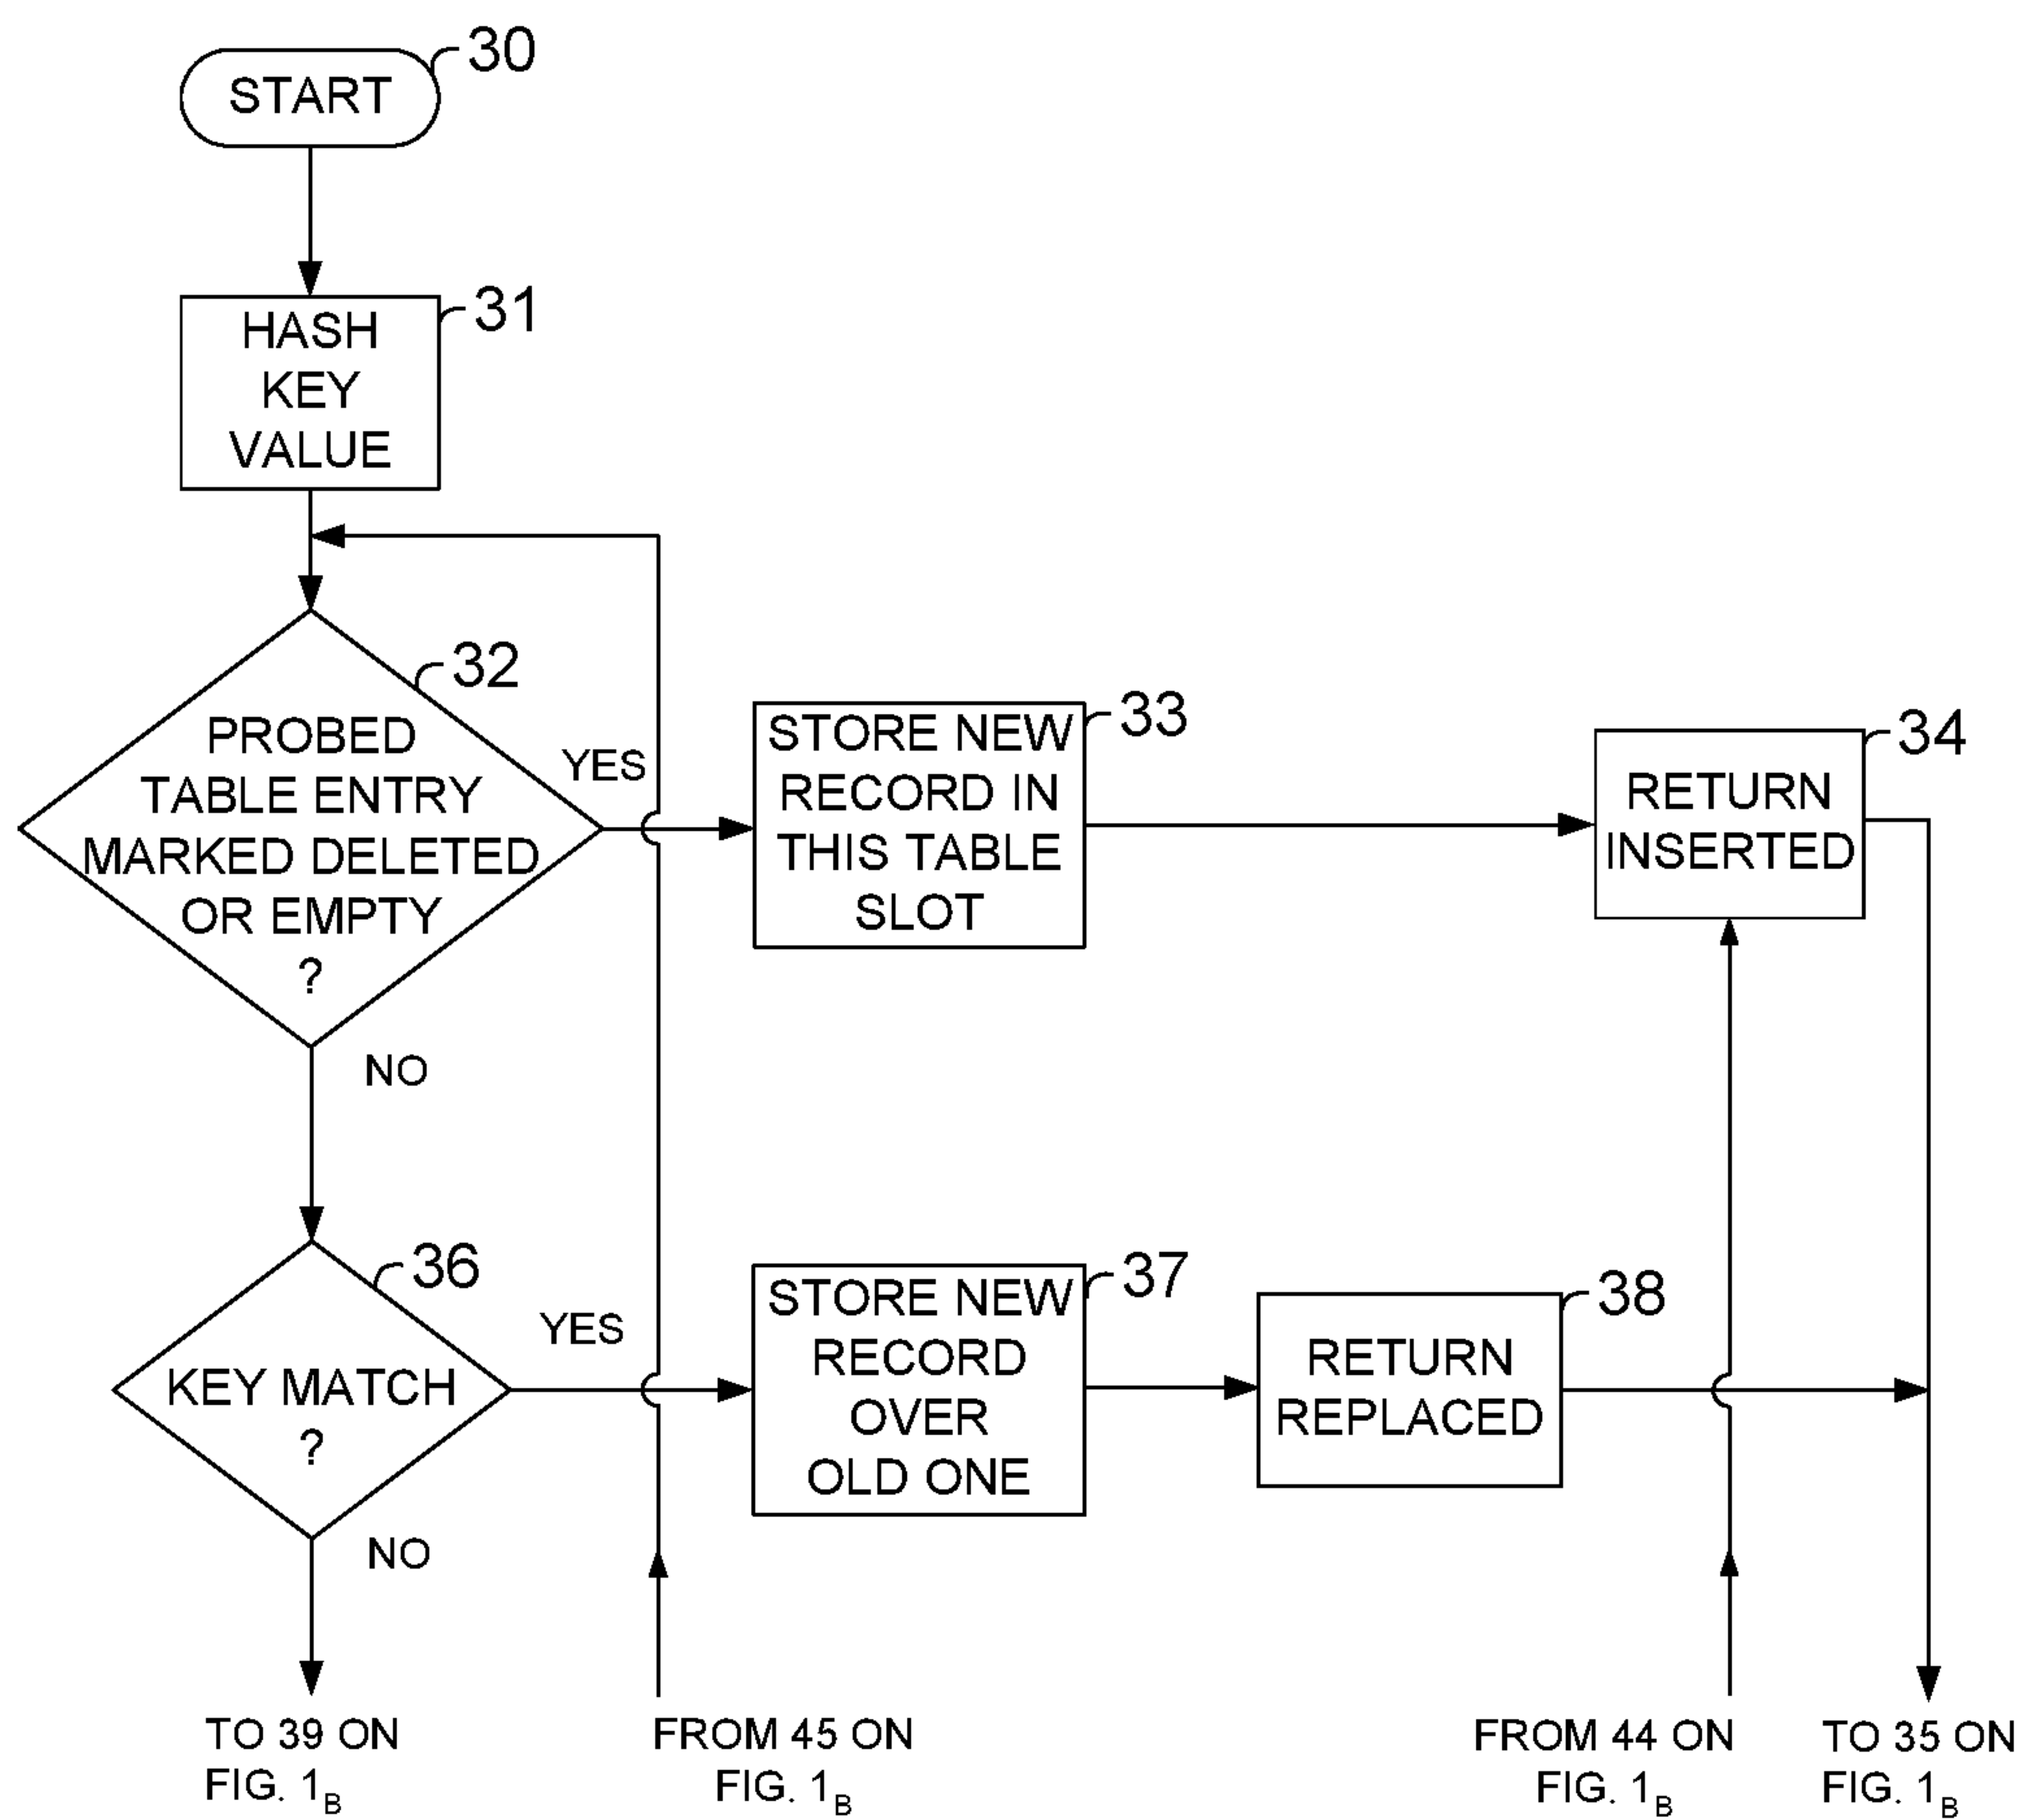 30
START
31
HASH
KEY
VALUE
32
PROBED
TABLE ENTRY
MARKED DELETED
OR EMPTY
?
YES
NO
33
STORE NEW
RECORD IN
THIS TABLE
SLOT
34
RETURN
INSERTED
36
KEY MATCH
?
YES
NO
37
STORE NEW
RECORD
OVER
OLD ONE
38
RETURN
REPLACED
TO 39 ON
FIG. 1B
FROM 45 ON
FIG. 1B
FROM 44 ON
FIG. 1B
TO 35 ON
FIG. 1B